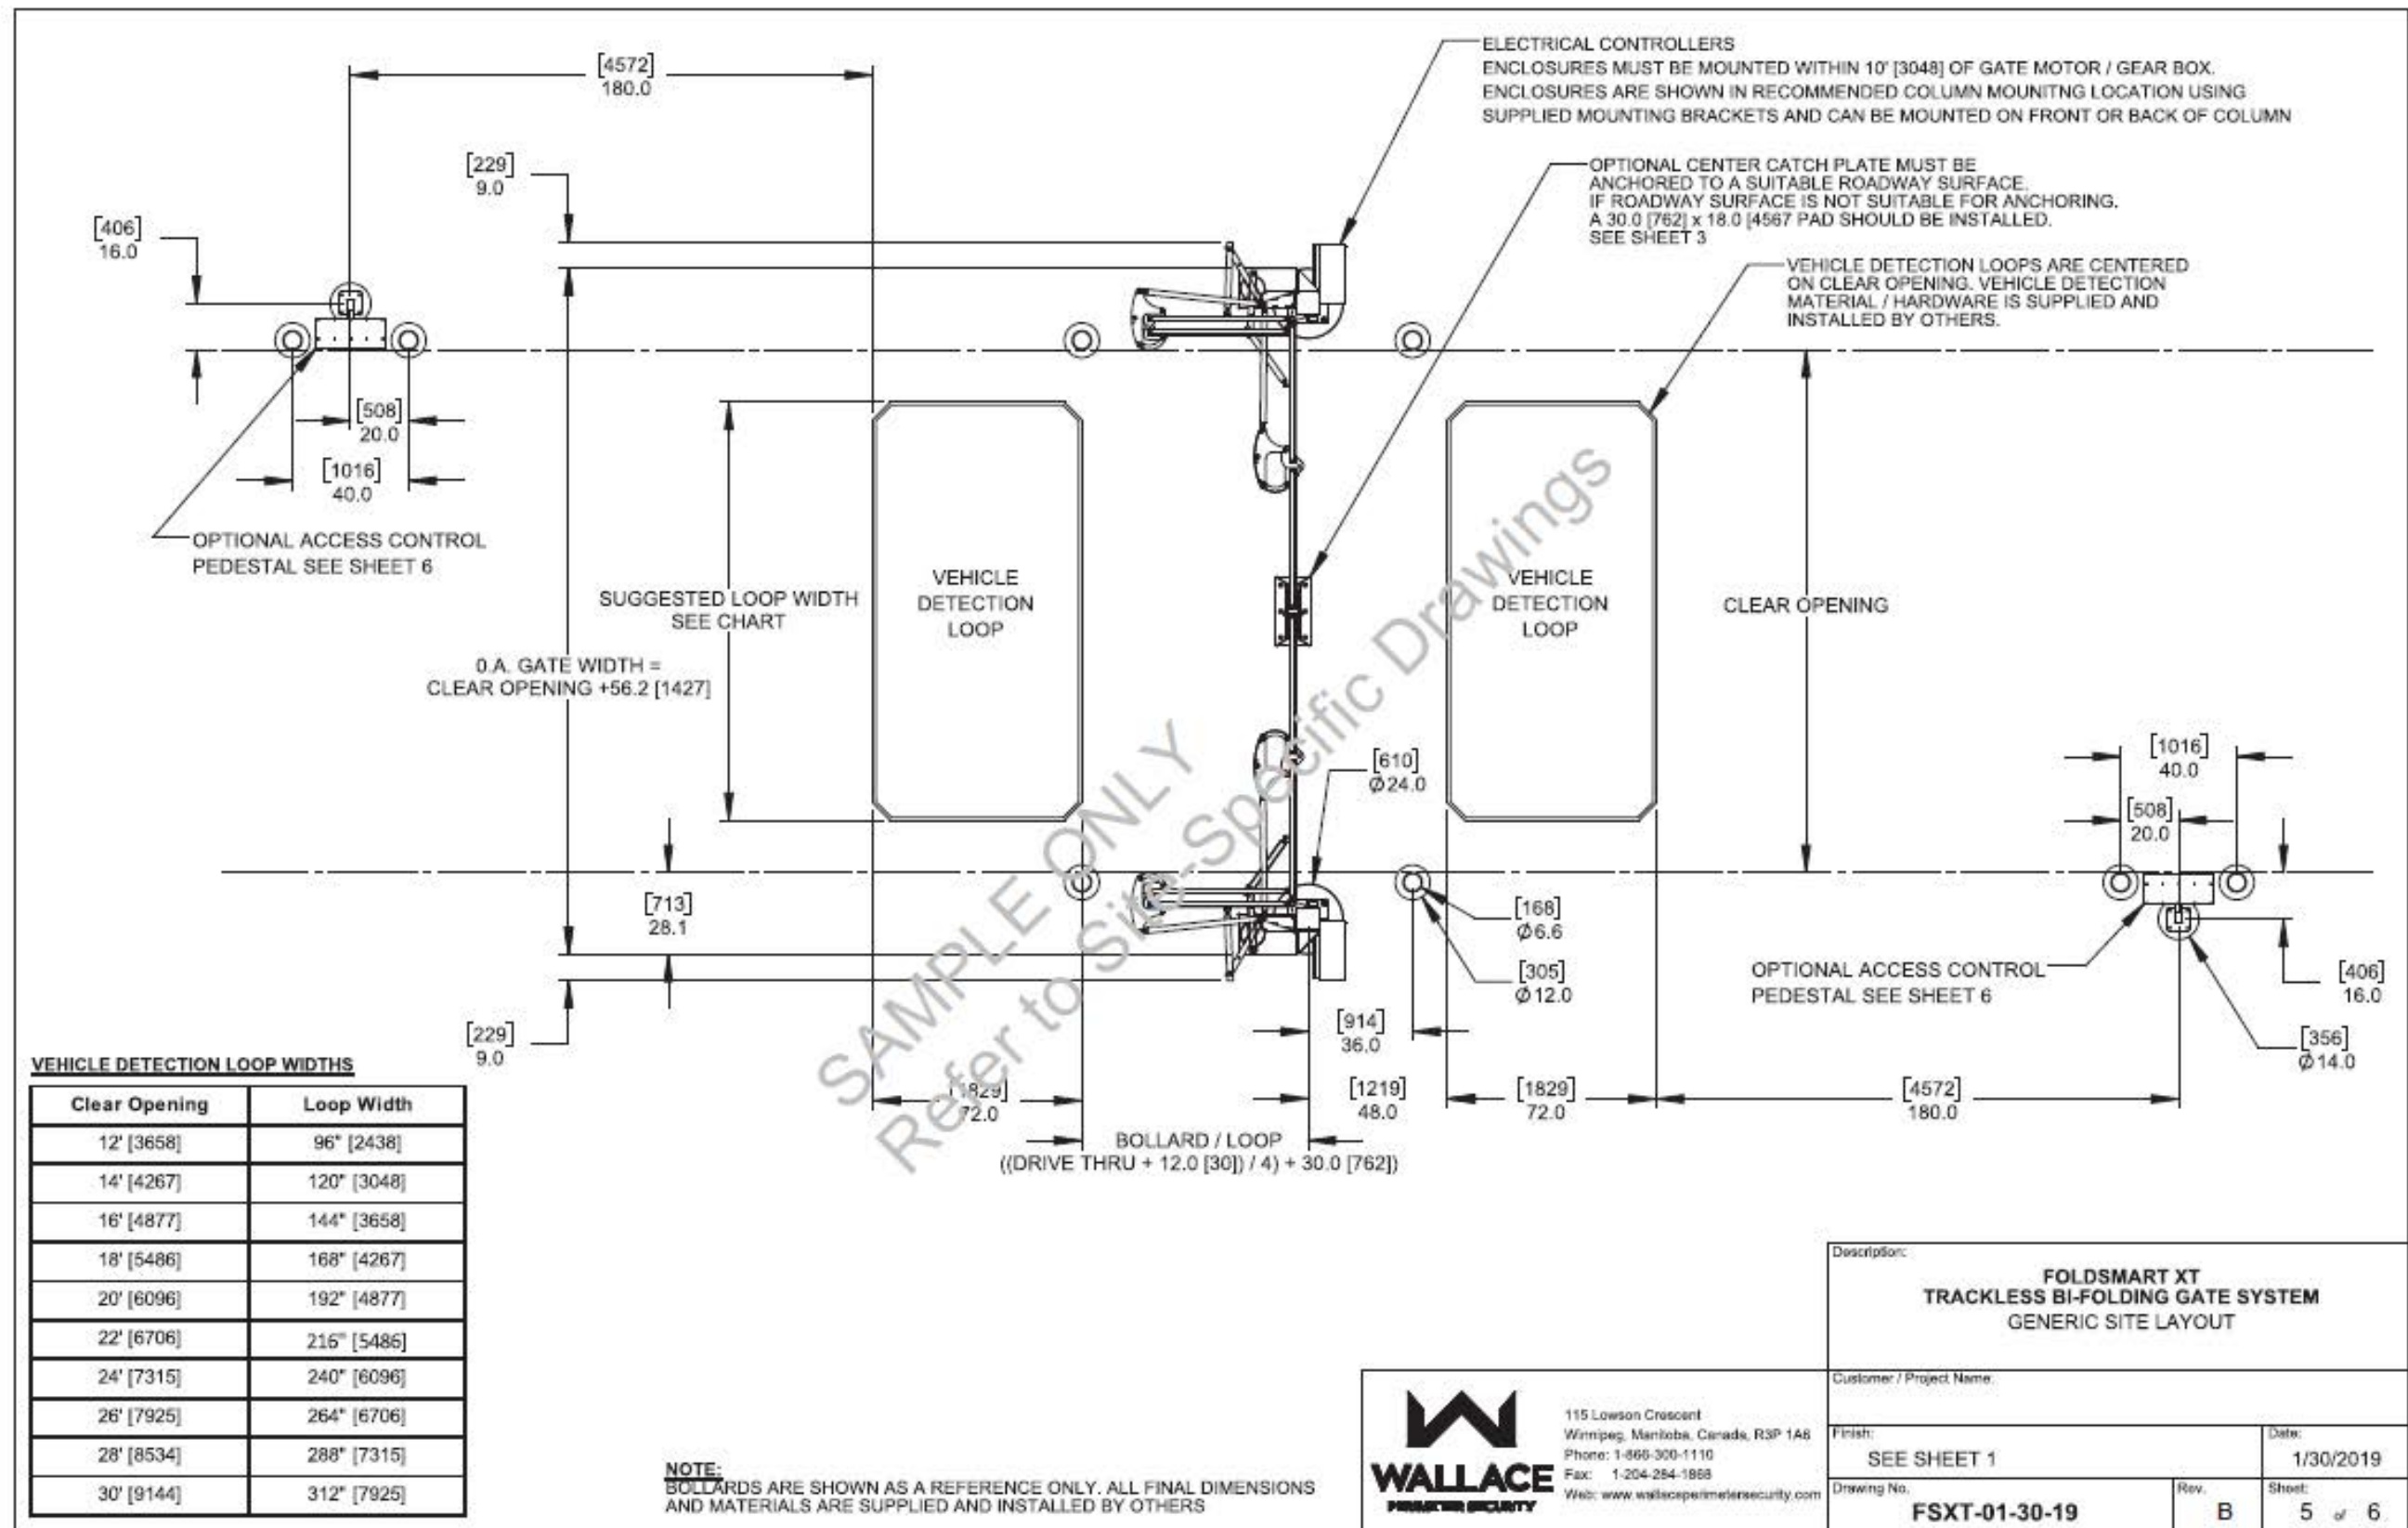 [4572]
180.0
[229]
9.0
[406]
16.0
[508]
20.0
[1016]
40.0
OPTIONAL ACCESS CONTROL
PEDESTAL SEE SHEET 6
ELECTRICAL CONTROLLERS
ENCLOSURES MUST BE MOUNTED WITHIN 10' [3048] OF GATE MOTOR / GEAR BOX.
ENCLOSURES ARE SHOWN IN RECOMMENDED COLUMN MOUNITNG LOCATION USING
SUPPLIED MOUNTING BRACKETS AND CAN BE MOUNTED ON FRONT OR BACK OF COLUMN
OPTIONAL CENTER CATCH PLATE MUST BE
ANCHORED TO A SUITABLE ROADWAY SURFACE.
IF ROADWAY SURFACE IS NOT SUITABLE FOR ANCHORING.
A 30.0 [762] x 18.0 [4567 PAD SHOULD BE INSTALLED.
SEE SHEET 3
VEHICLE DETECTION LOOPS ARE CENTERED
ON CLEAR OPENING. VEHICLE DETECTION
MATERIAL / HARDWARE IS SUPPLIED AND
INSTALLED BY OTHERS.
SUGGESTED LOOP WIDTH
SEE CHART
VEHICLE
DETECTION
LOOP
VEHICLE
DETECTION
LOOP
CLEAR OPENING
0.A. GATE WIDTH =
CLEAR OPENING +56.2 [1427]
SAMPLE ONLY
Refer to Site-Specific Drawings
[610]
Ø24.0
[1016]
40.0
[508]
20.0
[713]
28.1
[168]
Ø6.6
[305]
Ø12.0
OPTIONAL ACCESS CONTROL
PEDESTAL SEE SHEET 6
[406]
16.0
[356]
Ø14.0
[229]
9.0
[914]
36.0
[1829]
72.0
[1219]
48.0
[1829]
72.0
[4572]
180.0
BOLLARD / LOOP
((DRIVE THRU + 12.0 [30]) / 4) + 30.0 [762])
VEHICLE DETECTION LOOP WIDTHS
Clear Opening Loop Width
12' [3658] 96" [2438]
14' [4267] 120" [3048]
16' [4877] 144" [3658]
18' [5486] 168" [4267]
20' [6096] 192" [4877]
22' [6706] 216" [5486]
24' [7315] 240" [6096]
26' [7925] 264" [6706]
28' [8534] 288" [7315]
30' [9144] 312" [7925]
NOTE:
BOLLARDS ARE SHOWN AS A REFERENCE ONLY. ALL FINAL DIMENSIONS
AND MATERIALS ARE SUPPLIED AND INSTALLED BY OTHERS
WALLACE
PERIMETER SECURITY
115 Lowson Crescent
Winnipeg, Manitoba, Canada, R3P 1A6
Phone: 1-866-300-1110
Fax: 1-204-284-1868
Web: www.wallaceperimetersecurity.com
Description:
FOLDSMART XT
TRACKLESS BI-FOLDING GATE SYSTEM
GENERIC SITE LAYOUT
Customer / Project Name:
Finish:
SEE SHEET 1
Date:
1/30/2019
Drawing No.
FSXT-01-30-19
Rev.
B
Sheet:
5 of 6